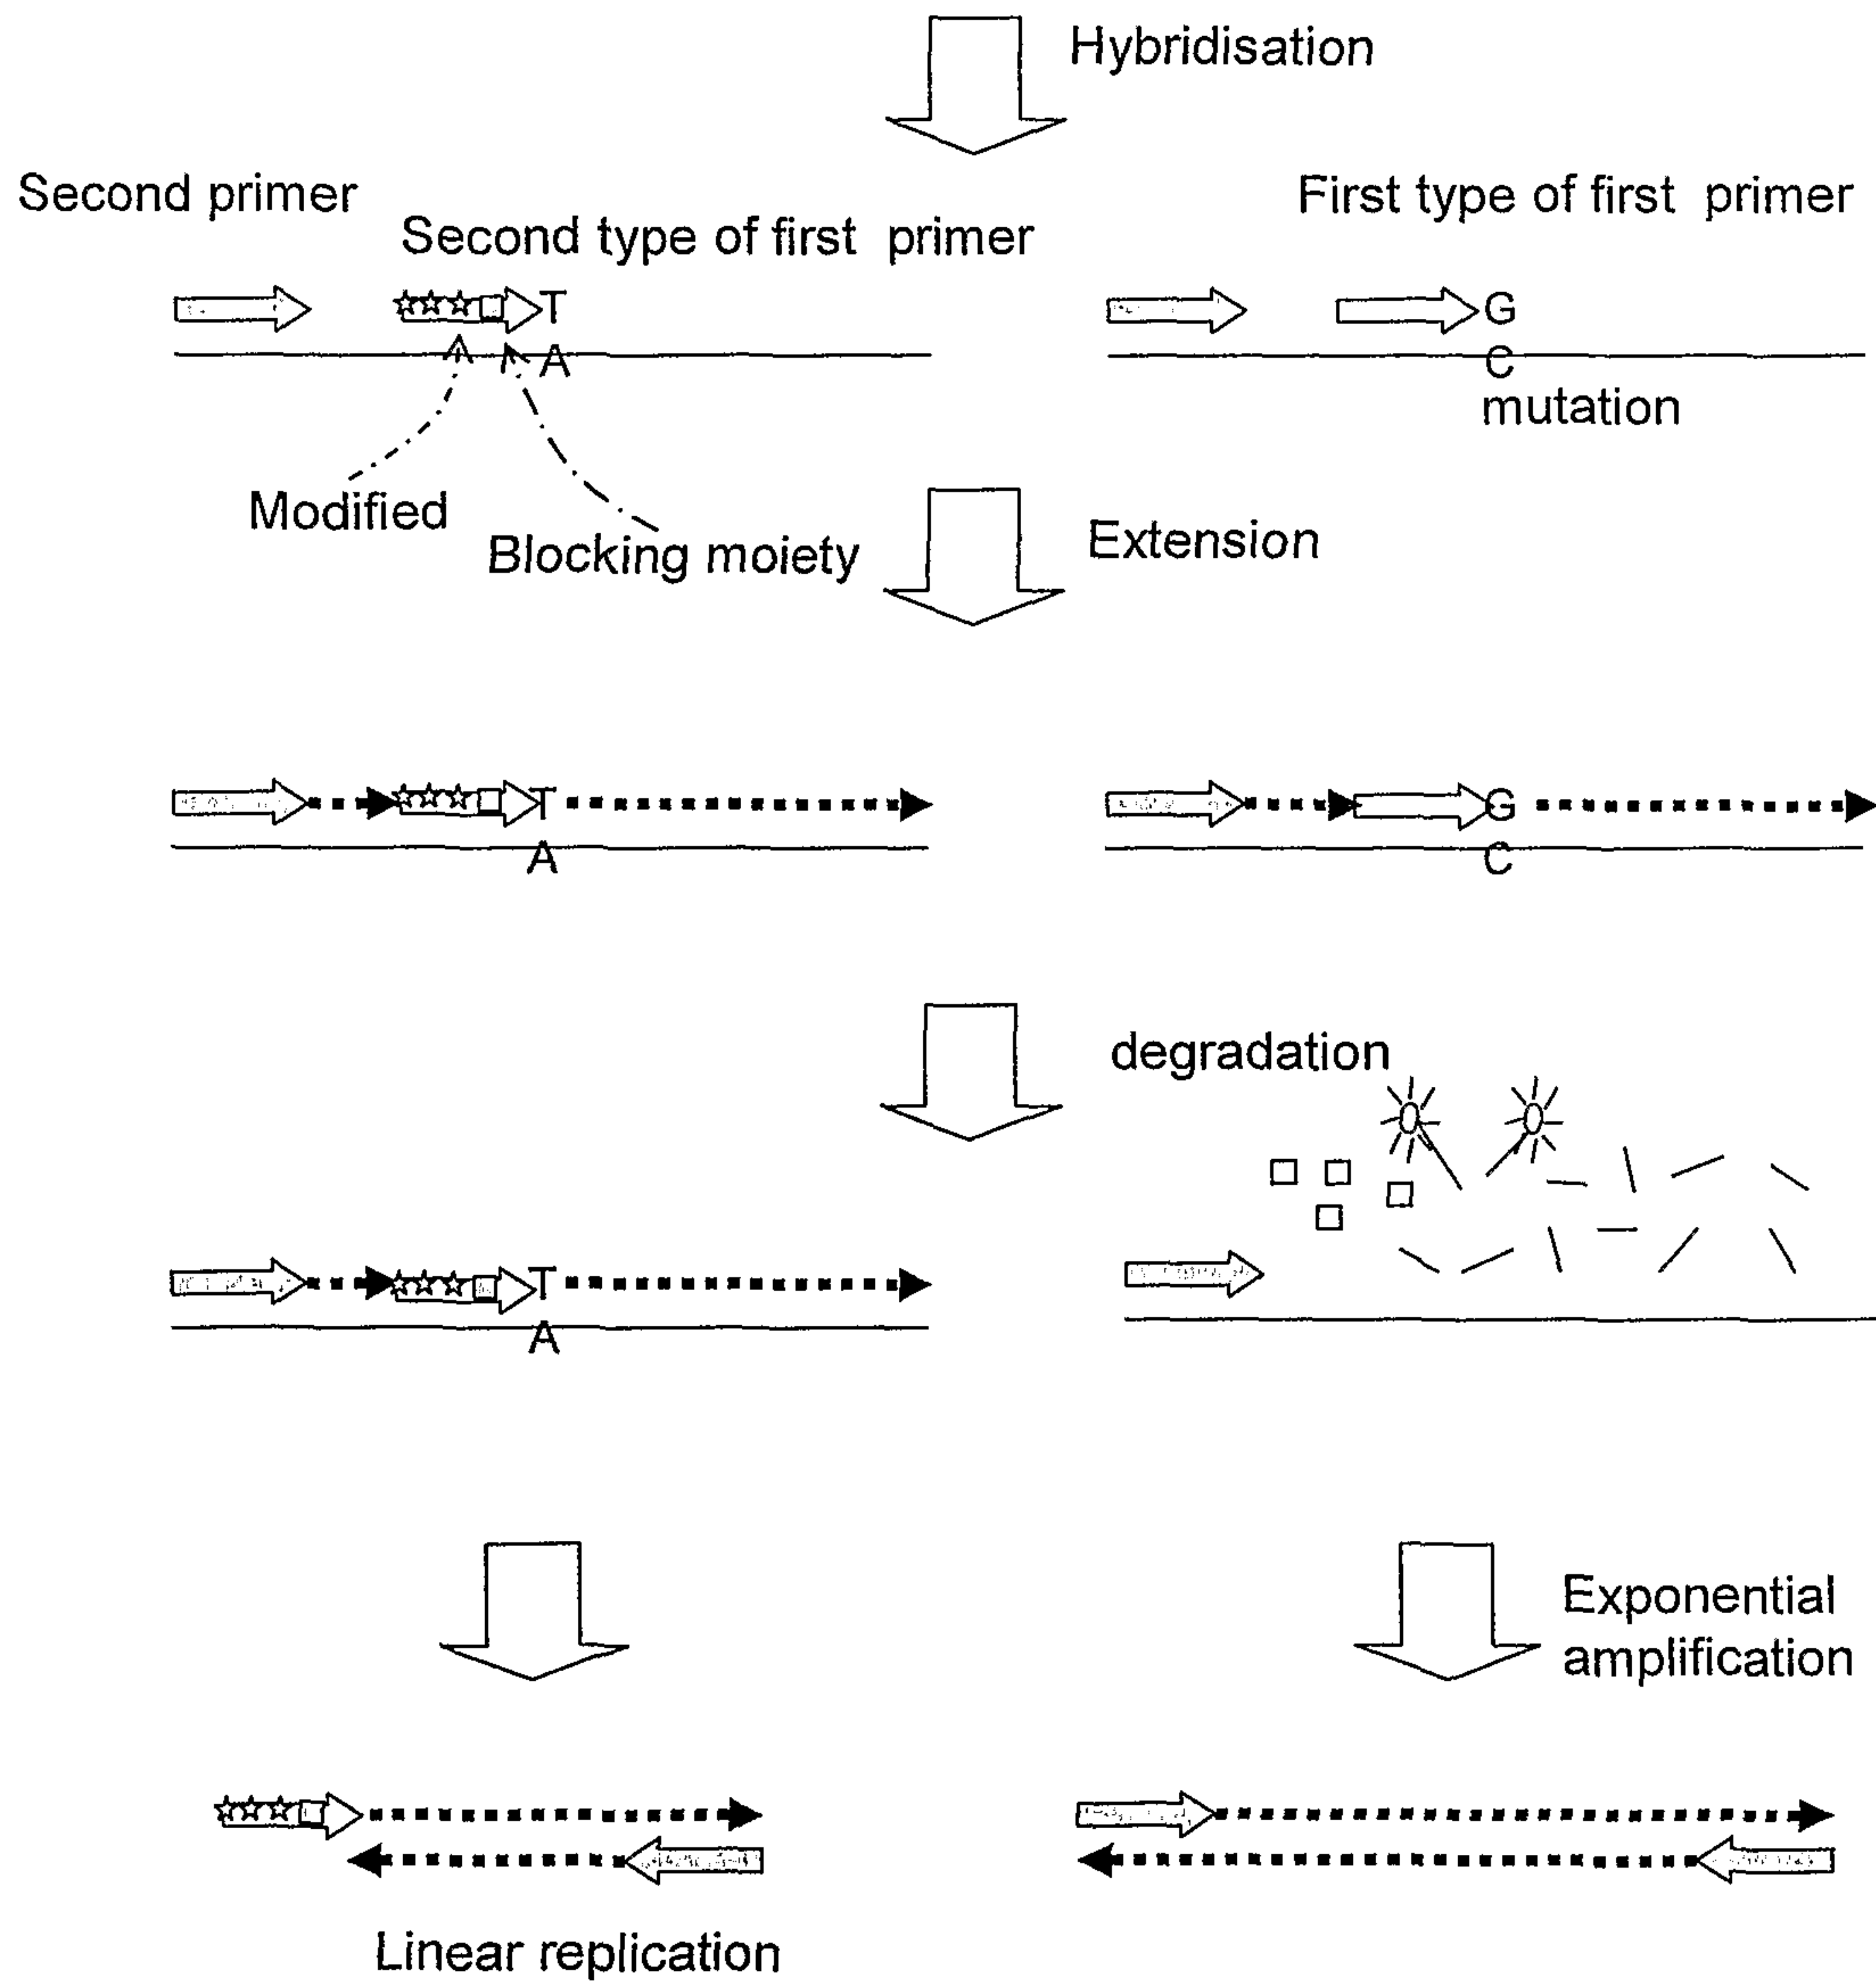 Hybridisation
Second primer
First type of first primer
Second type of first primer
T
G
A
C
mutation
Modified
Blocking moiety
Extension
T
G
A
C
degradation
T
A
Exponential
amplification
Linear replication